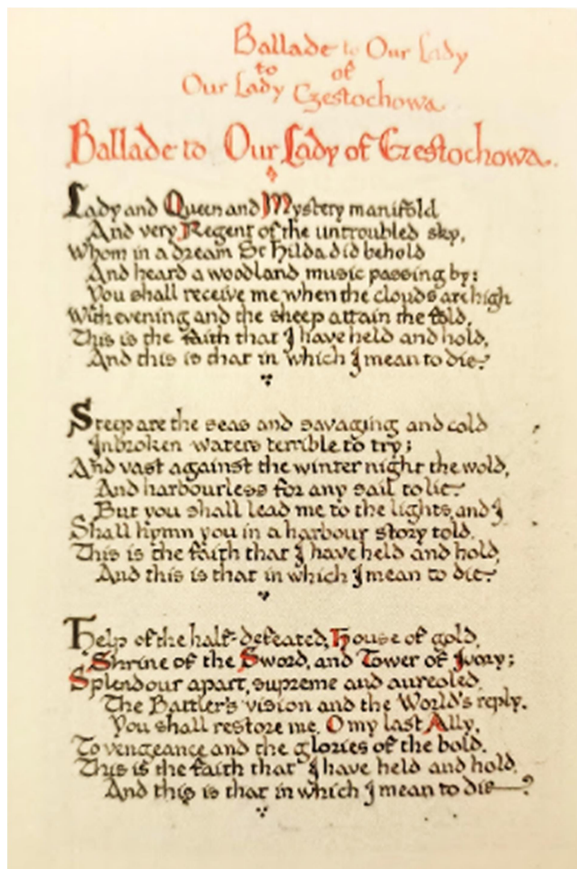 Ballade to Our Lady
to of
Our Lady Czestochowa
Ballade to Our Lady of Czestochowa.
Lady and Queen and Mystery manifold
And very Regent of the untroubled sky,
Whom in a dream St Hilda did behold
And heard a woodland music passing by:
You shall receive me when the clouds are high
With evening and the sheep attain the fold.
This is the faith that I have held and hold,
And this is that in which I mean to die.
Steep are the seas and savaging and cold
In broken waters terrible to try;
And vast against the winter night the wold,
And harbourless for any sail to lie.
But you shall lead me to the lights, and I
Shall hymn you in a harbour story told.
This is the faith that I have held and hold,
And this is that in which I mean to die.
Help of the half-defeated, House of gold,
Shrine of the Sword, and Tower of Ivory;
Splendour apart, supreme and aureoled,
The Battler's vision and the World's reply.
You shall restore me, O my last Ally,
To vengeance and the glories of the bold.
This is the faith that I have held and hold,
And this is that in which I mean to die—?